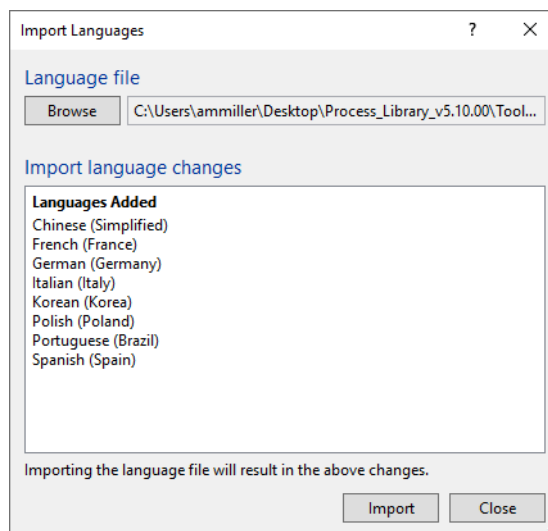 Import Languages
?
Language file
Browse C:\Users\ammiller\Desktop\Process_Library_v5.10.00\Tool...
Import language changes
Languages Added
Chinese (Simplified)
French (France)
German (Germany)
Italian (Italy)
Korean (Korea)
Polish (Poland)
Portuguese (Brazil)
Spanish (Spain)
Importing the language file will result in the above changes.
Import Close